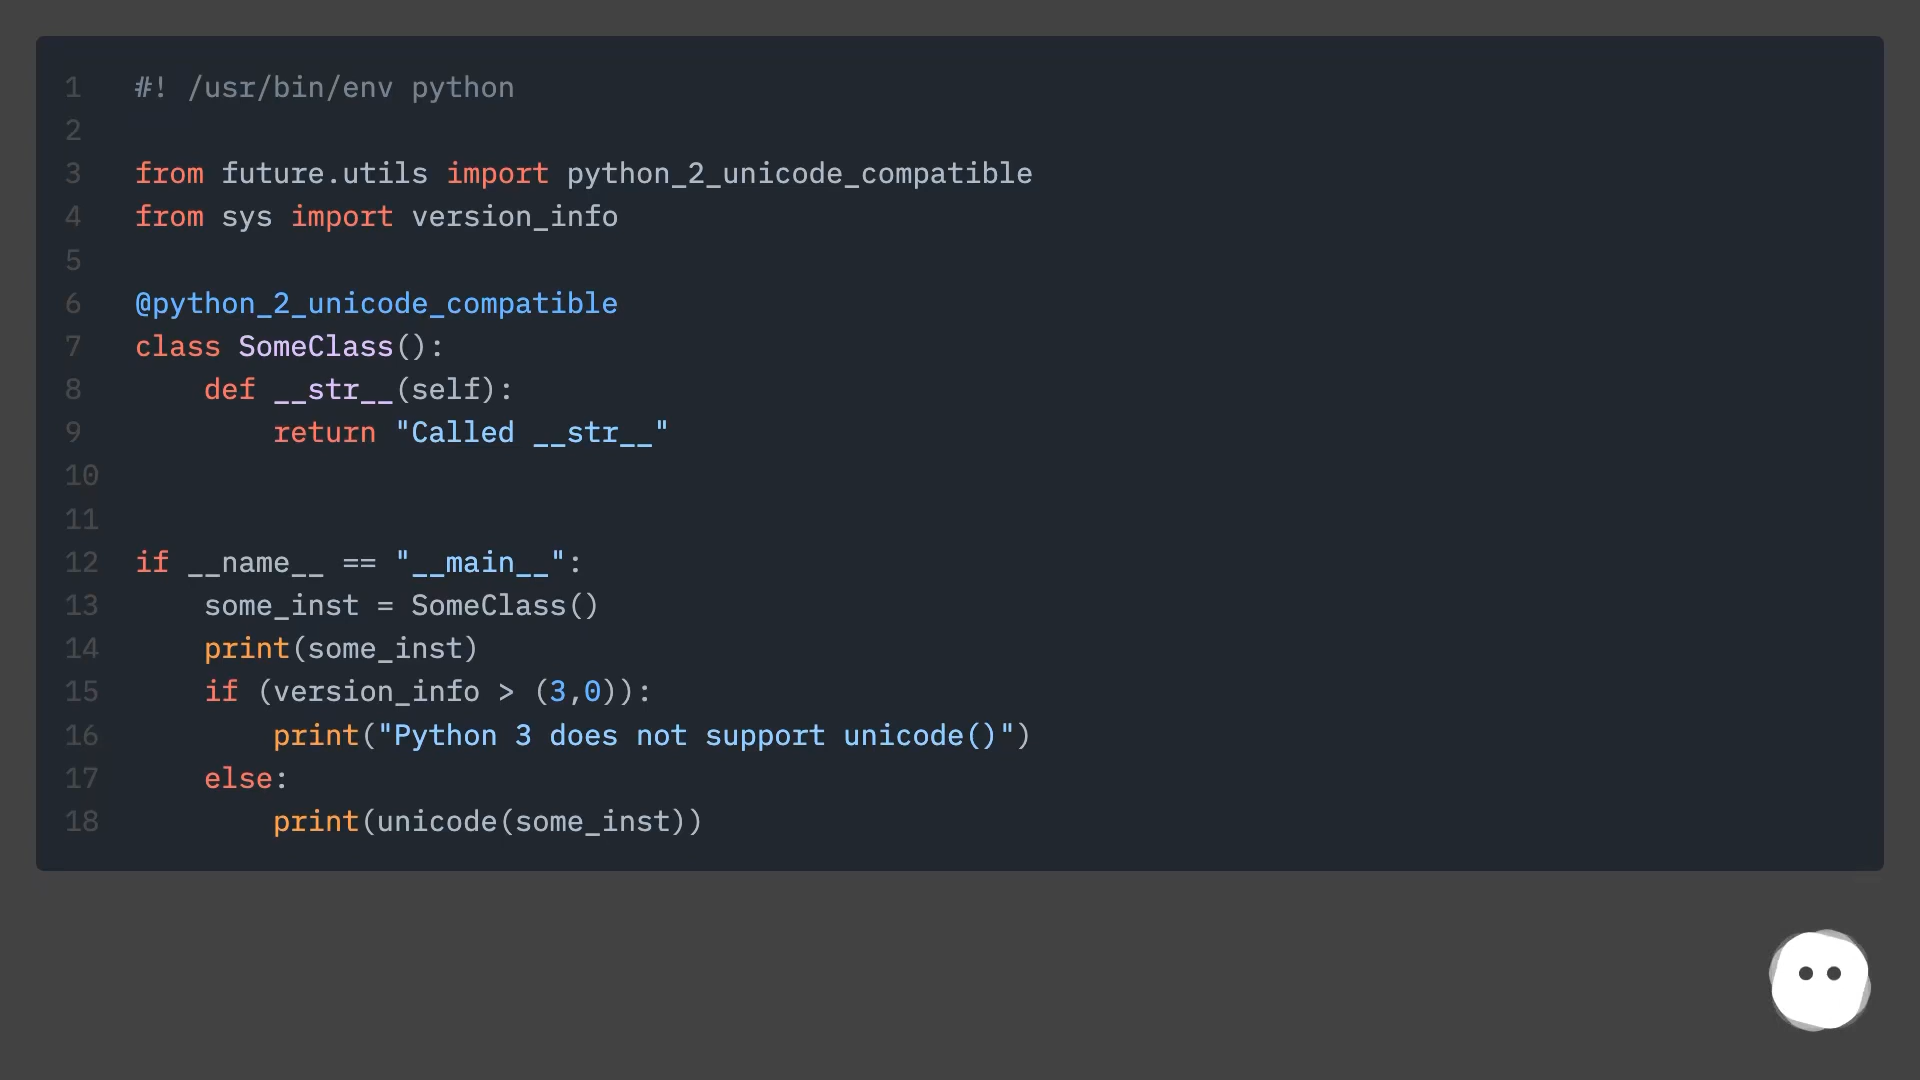 1 #! /usr/bin/env python
2
3 from future.utils import python_2_unicode_compatible
4 from sys import version_info
5
6 @python_2_unicode_compatible
7 class SomeClass():
8     def __str__(self):
9         return "Called __str__"
10
11
12 if __name__ == "__main__":
13     some_inst = SomeClass()
14     print(some_inst)
15     if (version_info > (3,0)):
16         print("Python 3 does not support unicode()")
17     else:
18         print(unicode(some_inst))